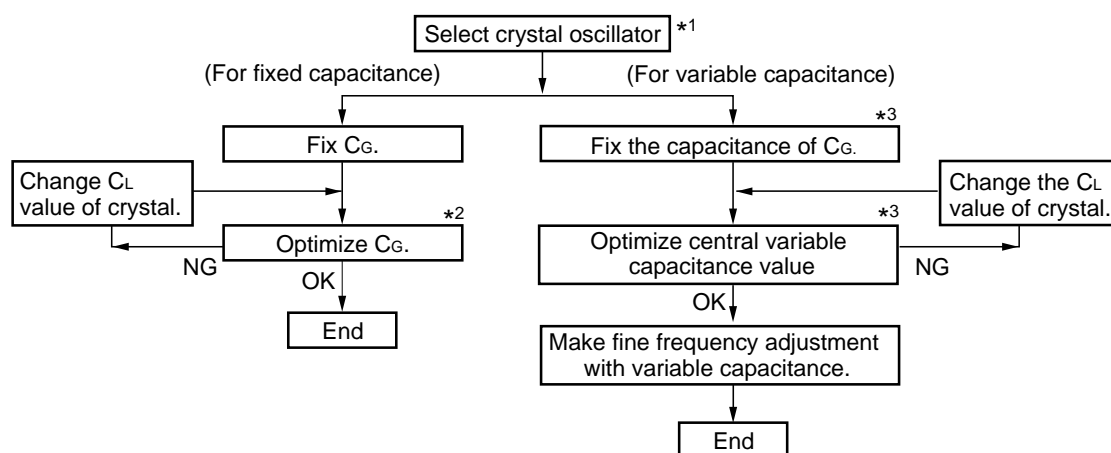 Select crystal oscillator *1
(For fixed capacitance)
(For variable capacitance)
Fix CG.
*3
Fix the capacitance of CG.
Change CL
value of crystal.
Change the CL
value of crystal.
*2
Optimize CG.
*3
Optimize central variable
capacitance value
NG
NG
OK
OK
End
Make fine frequency adjustment
with variable capacitance.
End